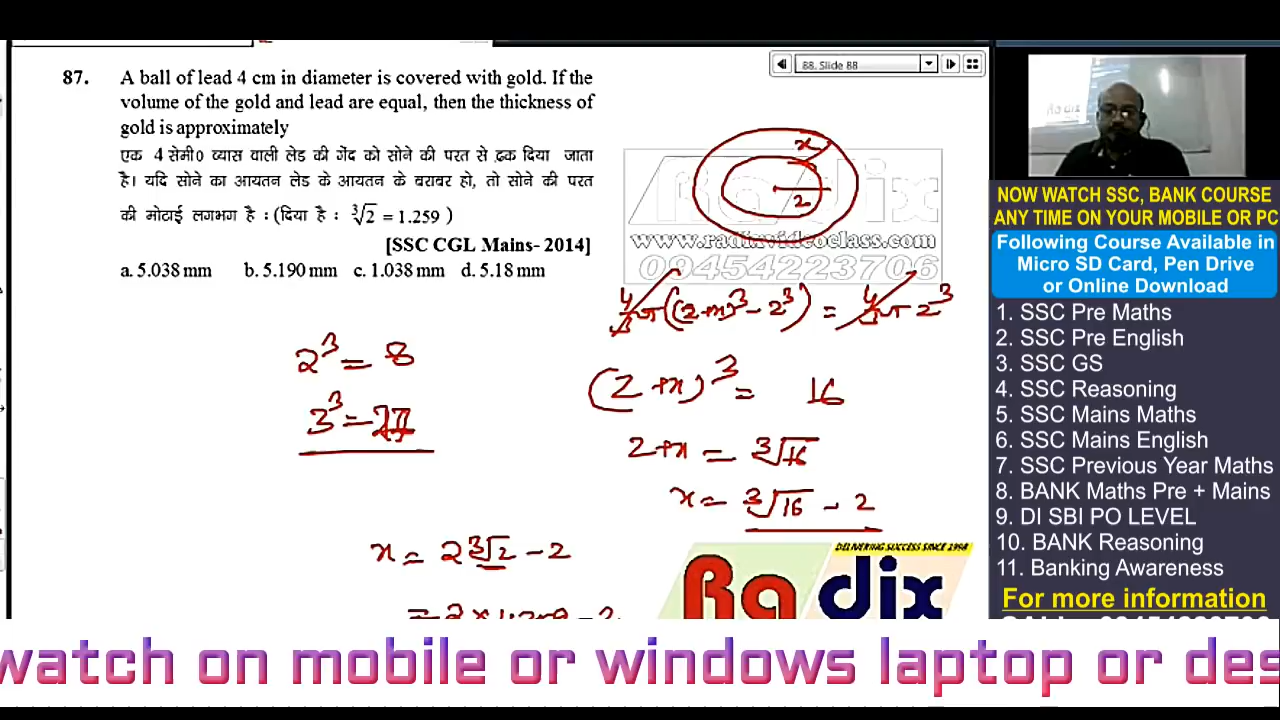 88. Slide 88
87. A ball of lead 4 cm in diameter is covered with gold. If the
volume of the gold and lead are equal, then the thickness of
gold is approximately
एक 4 सेमी0 व्यास वाली लेड की गेंद को सोने की परत से ढ़क दिया जाता
है। यदि सोने का आयतन लेड के आयतन के बराबर हो, तो सोने की परत
की मोटाई लगभग है : (दिया है : ∛2 = 1.259 )
[SSC CGL Mains- 2014]
a. 5.038 mm b. 5.190 mm c. 1.038 mm d. 5.18 mm
x
2
Radix
www.radixvideoclass.com
09454223706
4/3 π ((2+x)³ - 2³) = 4/3 π 2³
2³ = 8
3³ = 27
(2+x)³ = 16
2+x = ∛16
x = ∛16 - 2
x = 2∛2 - 2
= 2×1.259 - 2
DELIVERING SUCCESS SINCE 1998
Radix
NOW WATCH SSC, BANK COURSE
ANY TIME ON YOUR MOBILE OR PC
Following Course Available in
Micro SD Card, Pen Drive
or Online Download
1. SSC Pre Maths
2. SSC Pre English
3. SSC GS
4. SSC Reasoning
5. SSC Mains Maths
6. SSC Mains English
7. SSC Previous Year Maths
8. BANK Maths Pre + Mains
9. DI SBI PO LEVEL
10. BANK Reasoning
11. Banking Awareness
For more information
watch on mobile or windows laptop or des